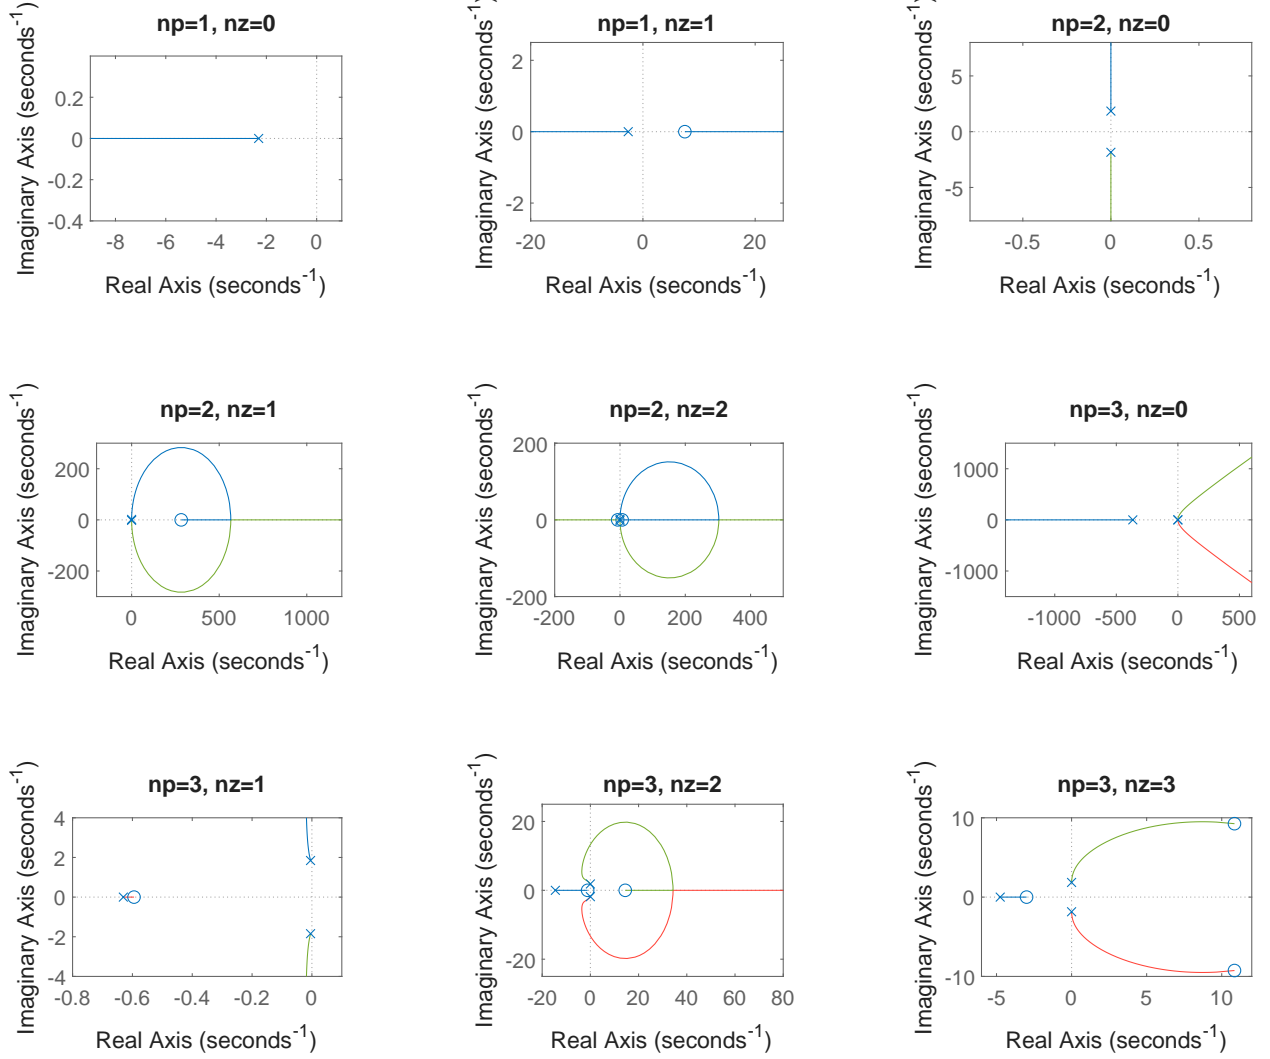 np=1, nz=0
Imaginary Axis (seconds⁻¹)
0.2
0
-0.2
-0.4
-8 -6 -4 -2 0
Real Axis (seconds⁻¹)
np=1, nz=1
Imaginary Axis (seconds⁻¹)
2
0
-2
-20 0 20
Real Axis (seconds⁻¹)
np=2, nz=0
Imaginary Axis (seconds⁻¹)
5
0
-5
-0.5 0 0.5
Real Axis (seconds⁻¹)
np=2, nz=1
Imaginary Axis (seconds⁻¹)
200
0
-200
0 500 1000
Real Axis (seconds⁻¹)
np=2, nz=2
Imaginary Axis (seconds⁻¹)
200
0
-200
-200 0 200 400
Real Axis (seconds⁻¹)
np=3, nz=0
Imaginary Axis (seconds⁻¹)
1000
0
-1000
-1000 -500 0 500
Real Axis (seconds⁻¹)
np=3, nz=1
Imaginary Axis (seconds⁻¹)
4
2
0
-2
-4
-0.8 -0.6 -0.4 -0.2 0
Real Axis (seconds⁻¹)
np=3, nz=2
Imaginary Axis (seconds⁻¹)
20
0
-20
-20 0 20 40 60 80
Real Axis (seconds⁻¹)
np=3, nz=3
Imaginary Axis (seconds⁻¹)
10
0
-10
-5 0 5 10
Real Axis (seconds⁻¹)